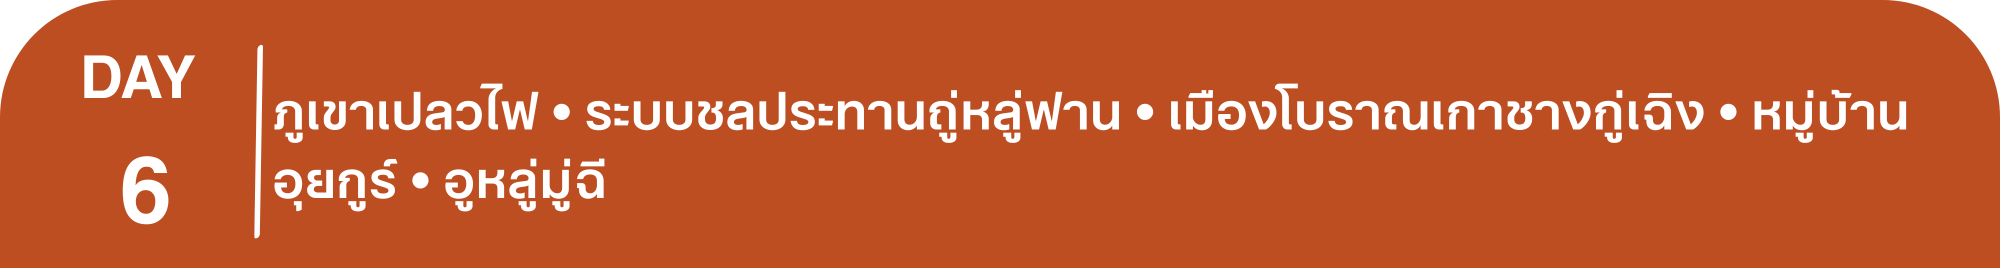 DAY
6
ภูเขาเปลวไฟ • ระบบชลประทานถู่หลู่ฟาน • เมืองโบราณเกาชางกู่เฉิง • หมู่บ้าน
อุยกูร์ • อูหลู่มู่ฉี